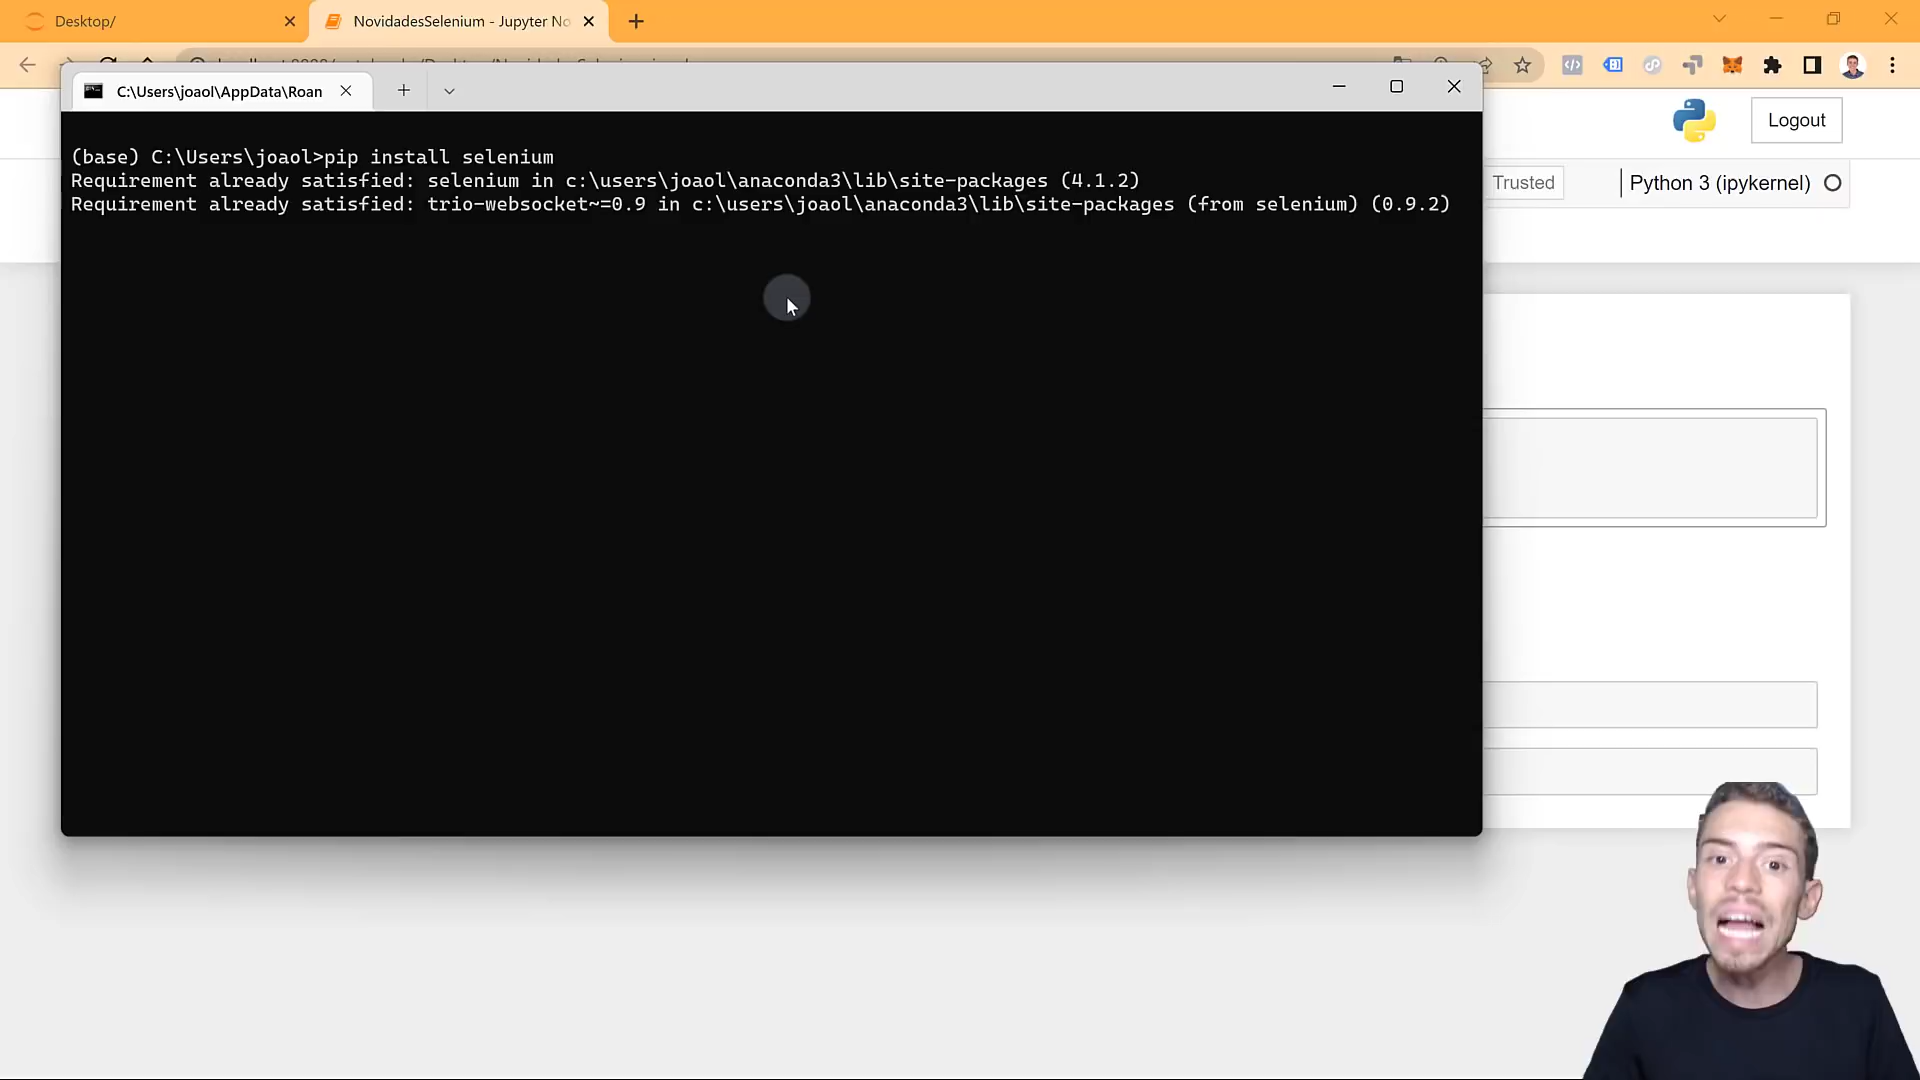 Desktop/
NovidadesSelenium - Jupyter No
C:\Users\joaol\AppData\Roan
Logout
(base) C:\Users\joaol>pip install selenium
Requirement already satisfied: selenium in c:\users\joaol\anaconda3\lib\site-packages (4.1.2)
Requirement already satisfied: trio-websocket~=0.9 in c:\users\joaol\anaconda3\lib\site-packages (from selenium) (0.9.2)
Trusted
Python 3 (ipykernel)